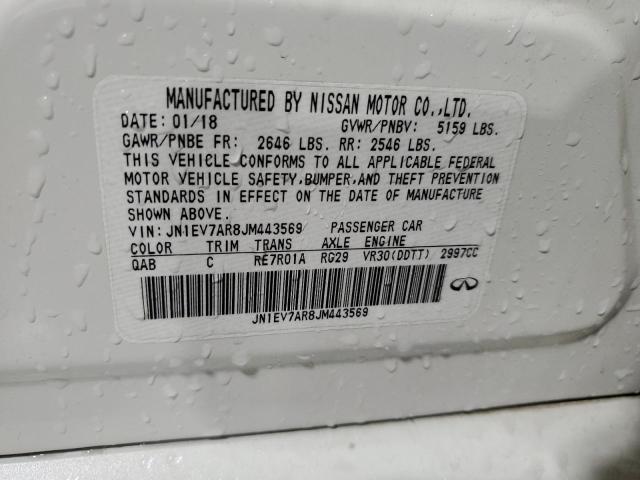 MANUFACTURED BY NISSAN MOTOR CO.,LTD.
DATE: 01/18 GVWR/PNBV: 5159 LBS.
GAWR/PNBE FR: 2646 LBS. RR: 2546 LBS.
THIS VEHICLE CONFORMS TO ALL APPLICABLE FEDERAL
MOTOR VEHICLE SAFETY,BUMPER,AND THEFT PREVENTION
STANDARDS IN EFFECT ON THE DATE OF MANUFACTURE
SHOWN ABOVE.
VIN: JN1EV7AR8JM443569 PASSENGER CAR
COLOR TRIM TRANS AXLE ENGINE
QAB C RE7R01A RG29 VR30(DDTT) 2997CC
JN1EV7AR8JM443569